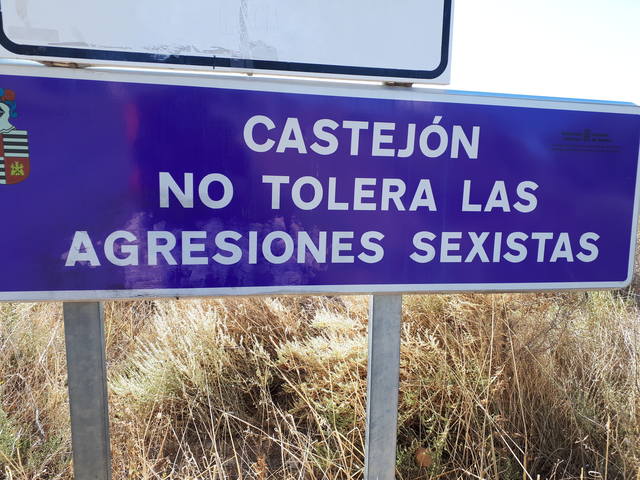 CASTEJÓN
NO TOLERA LAS
AGRESIONES SEXISTAS